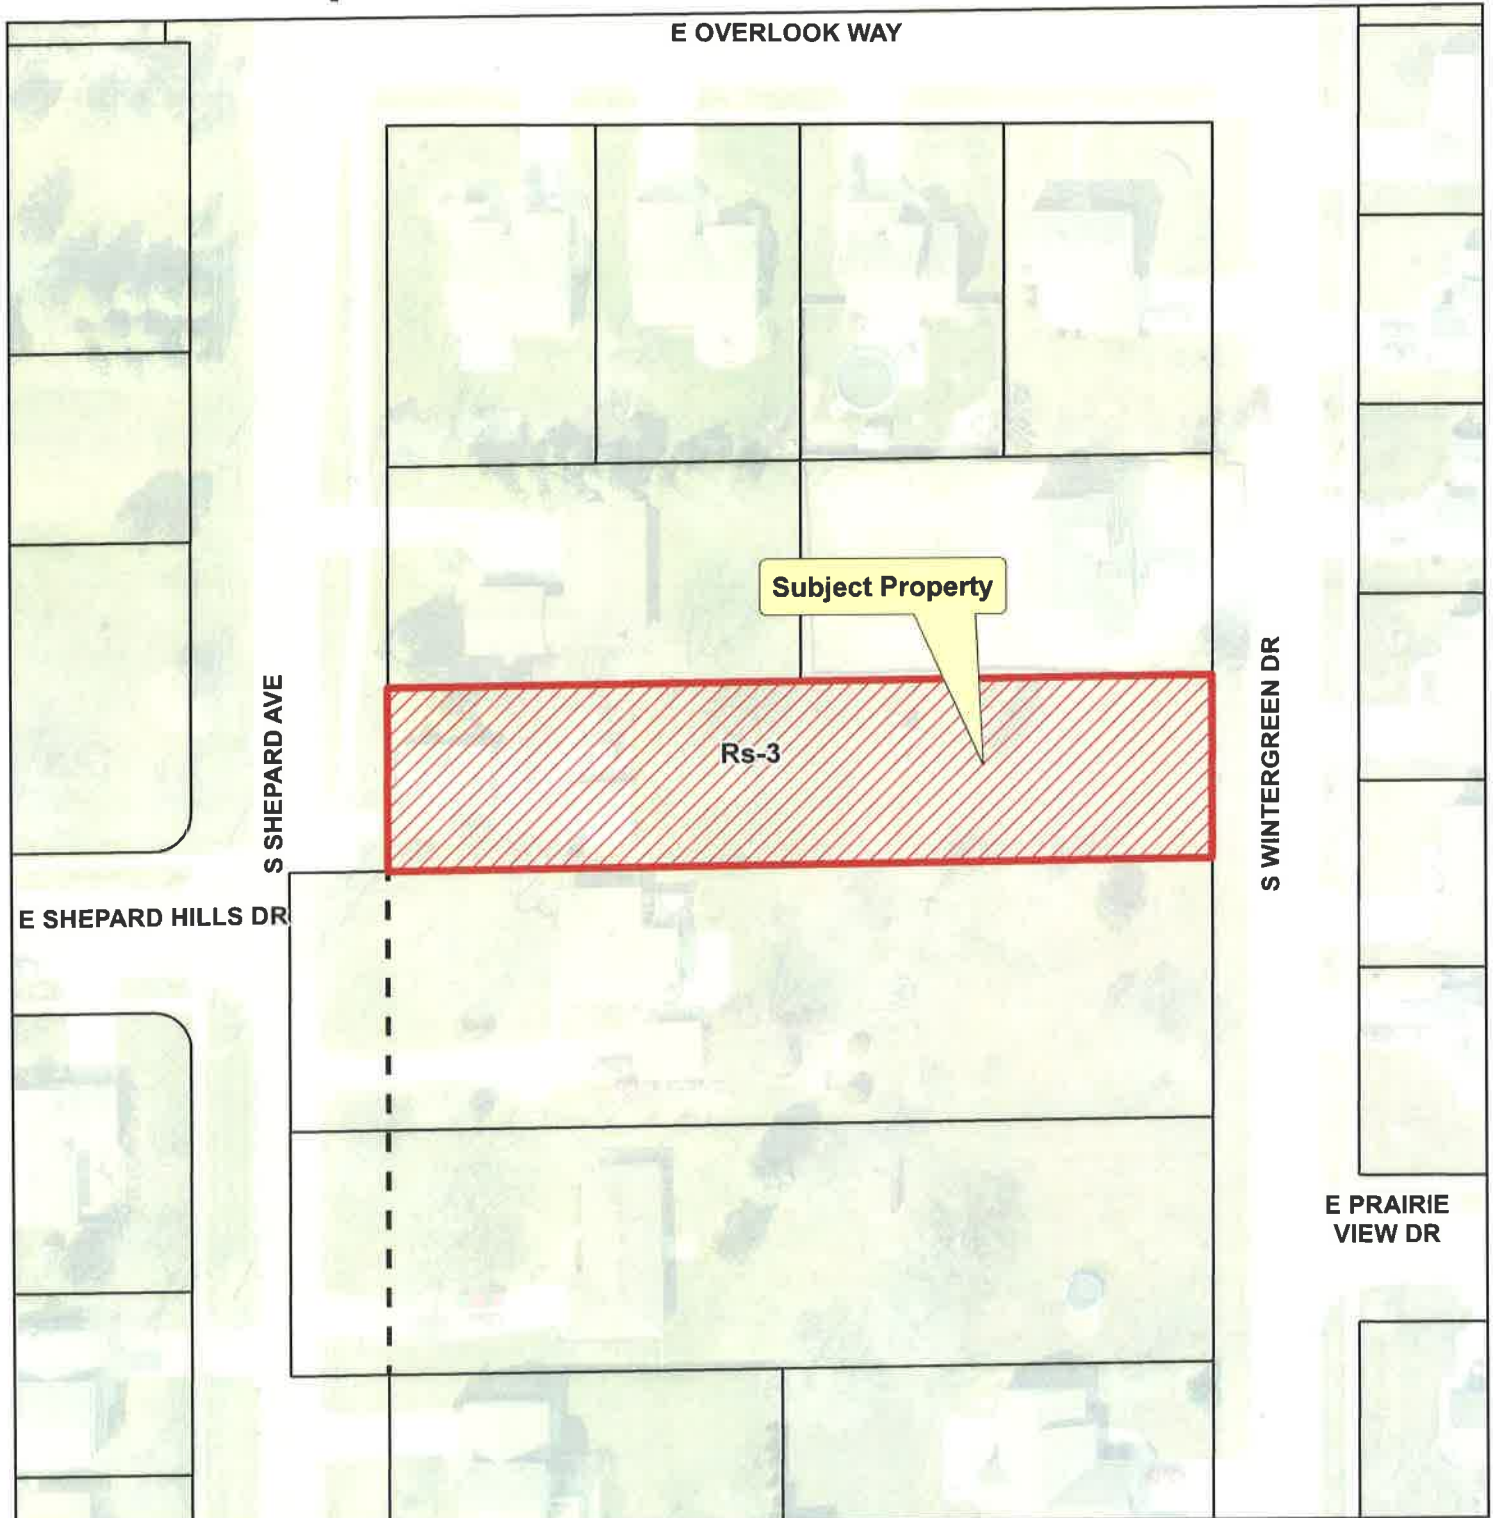 E OVERLOOK WAY
Subject Property
S SHEPARD AVE
Rs-3
S WINTERGREEN DR
E SHEPARD HILLS DR
E PRAIRIE
VIEW DR